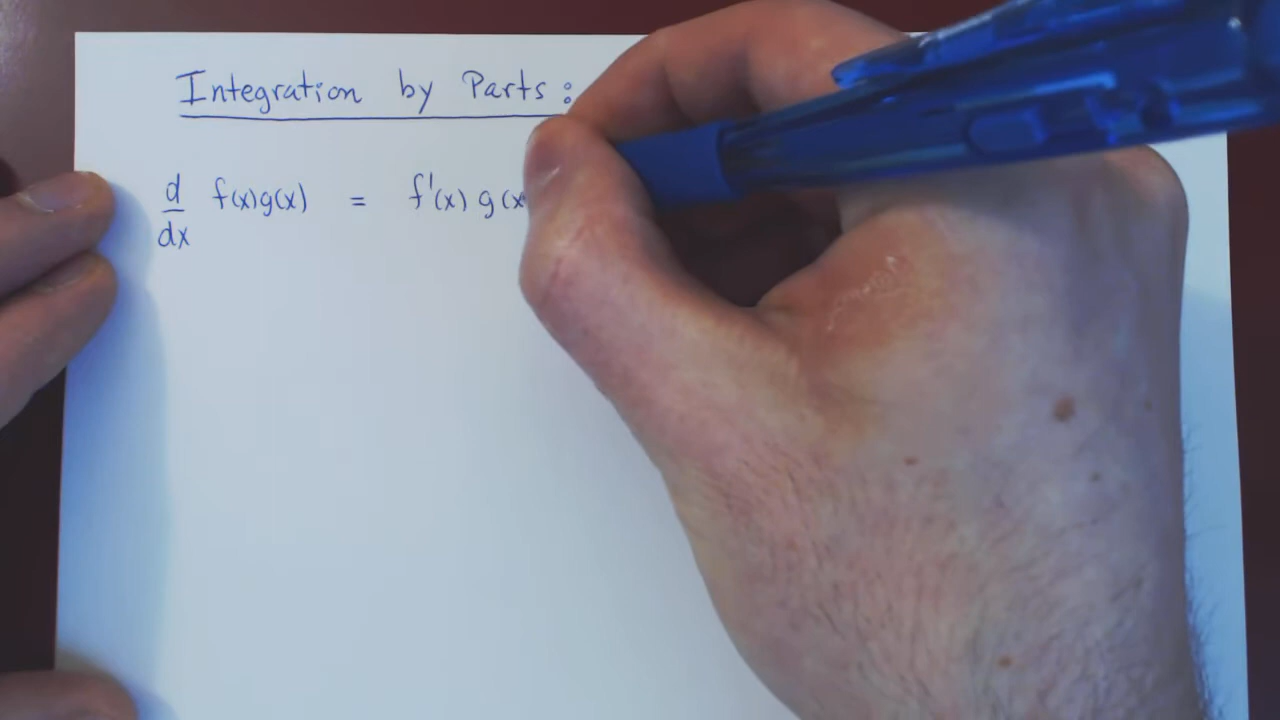 Integration by Parts:
d/dx f(x)g(x) = f'(x) g(x